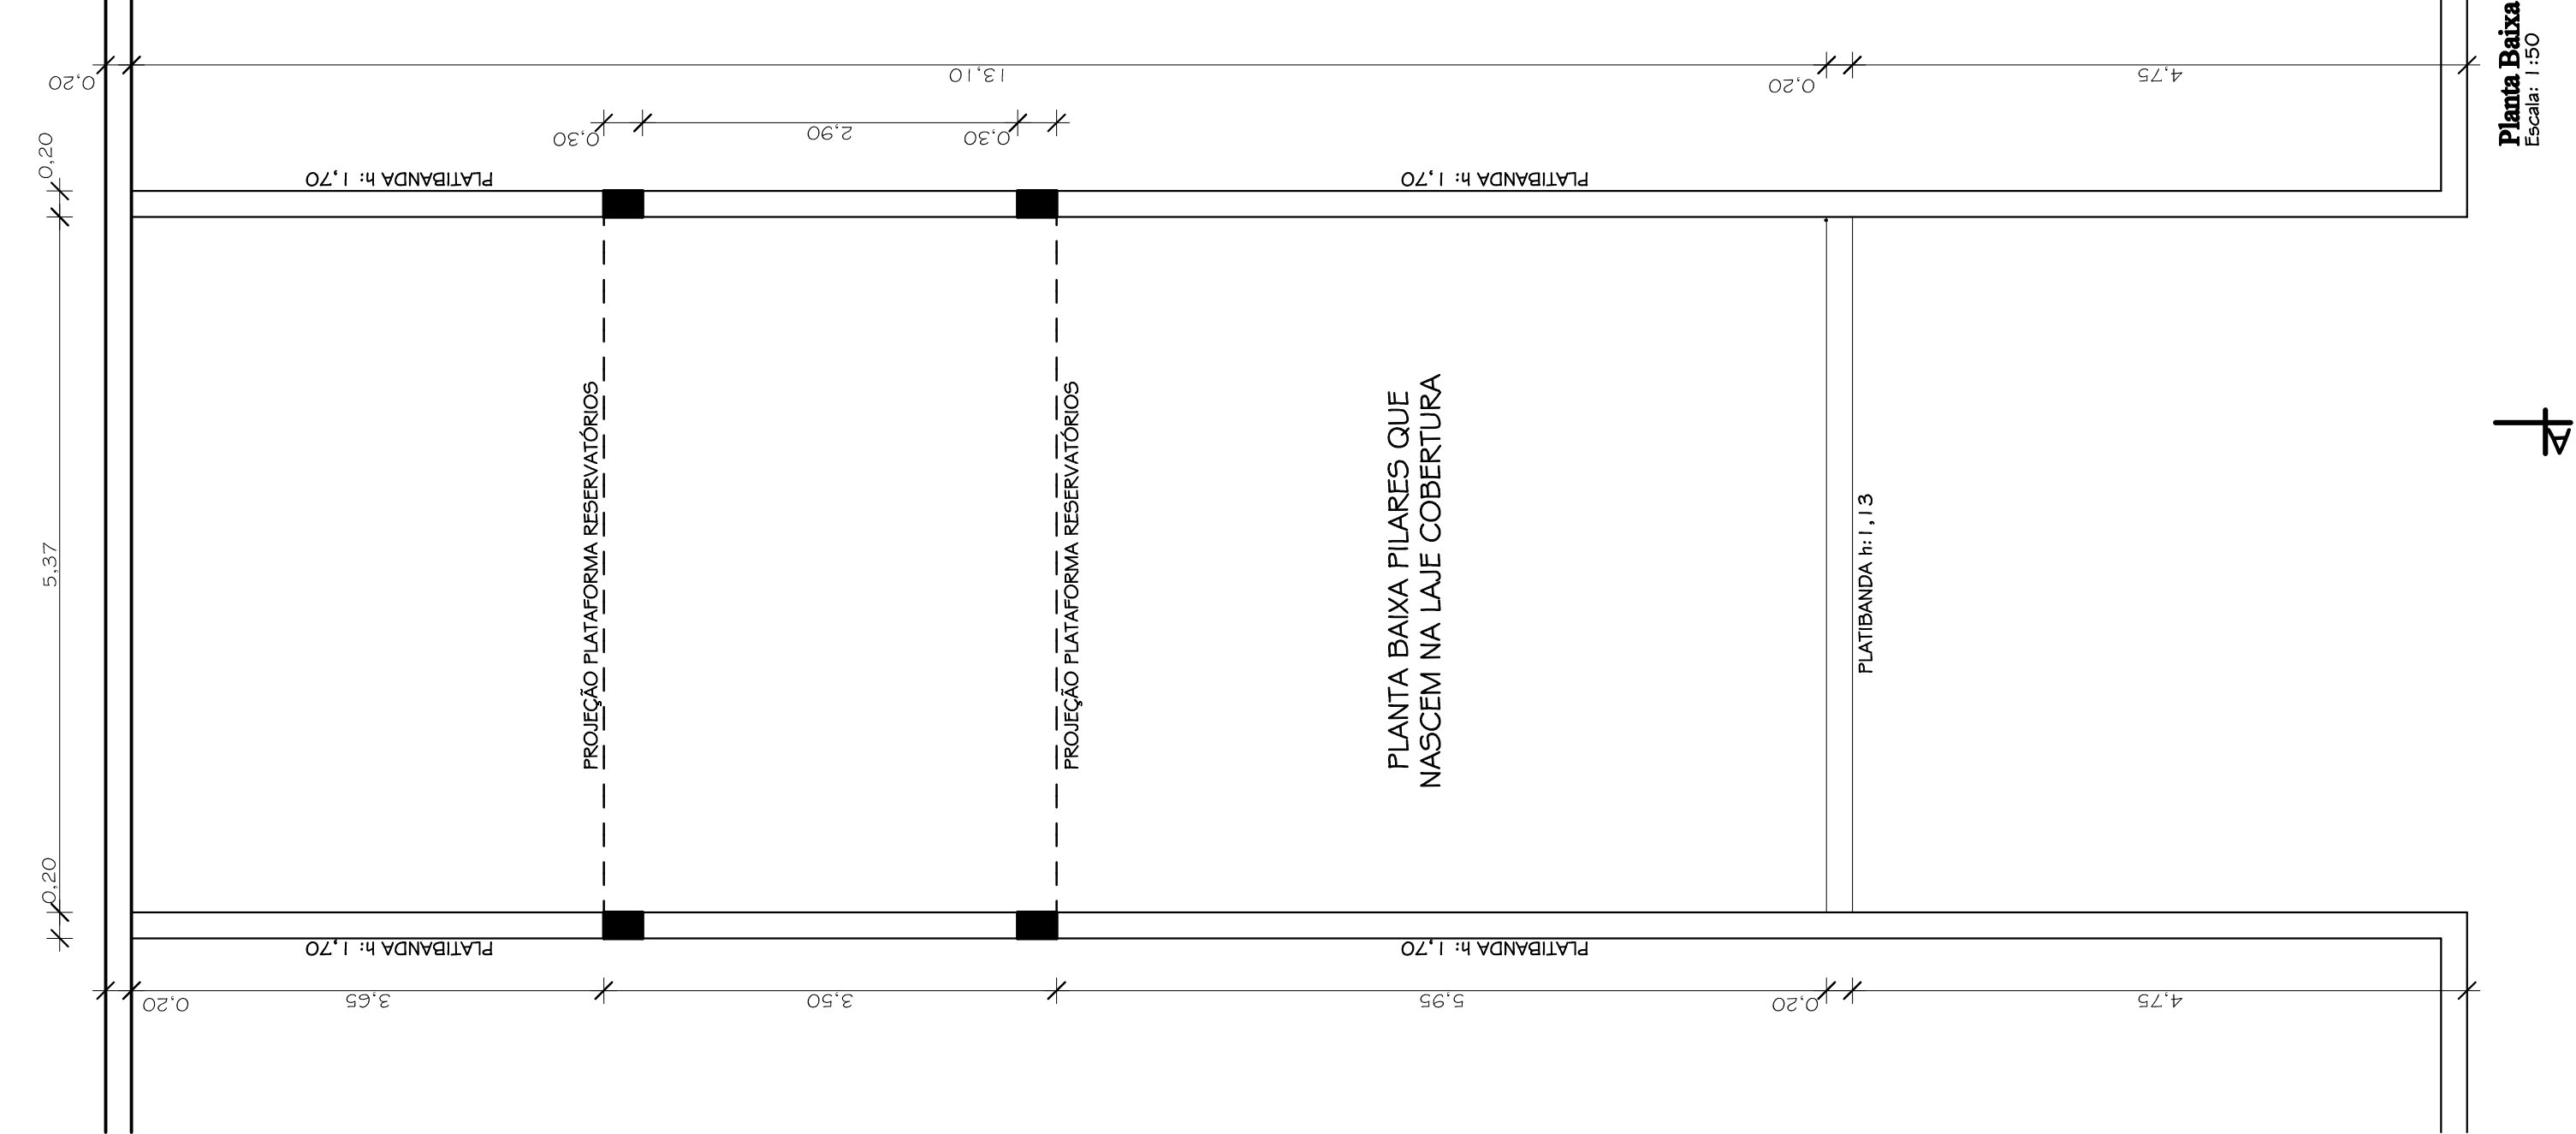 0,20
13,10
0,20
4,75
0,30
2,90
0,30
0,20
PLATIBANDA h: 1,70
PLATIBANDA h: 1,70
5,37
PROJEÇÃO PLATAFORMA RESERVATÓRIOS
PROJEÇÃO PLATAFORMA RESERVATÓRIOS
PLANTA BAIXA PILARES QUE
NASCEM NA LAJE COBERTURA
PLATIBANDA h:1,13
0,20
PLATIBANDA h: 1,70
PLATIBANDA h: 1,70
0,20
3,65
3,50
5,95
0,20
4,75
Planta Baixa
Escala: 1:50
A